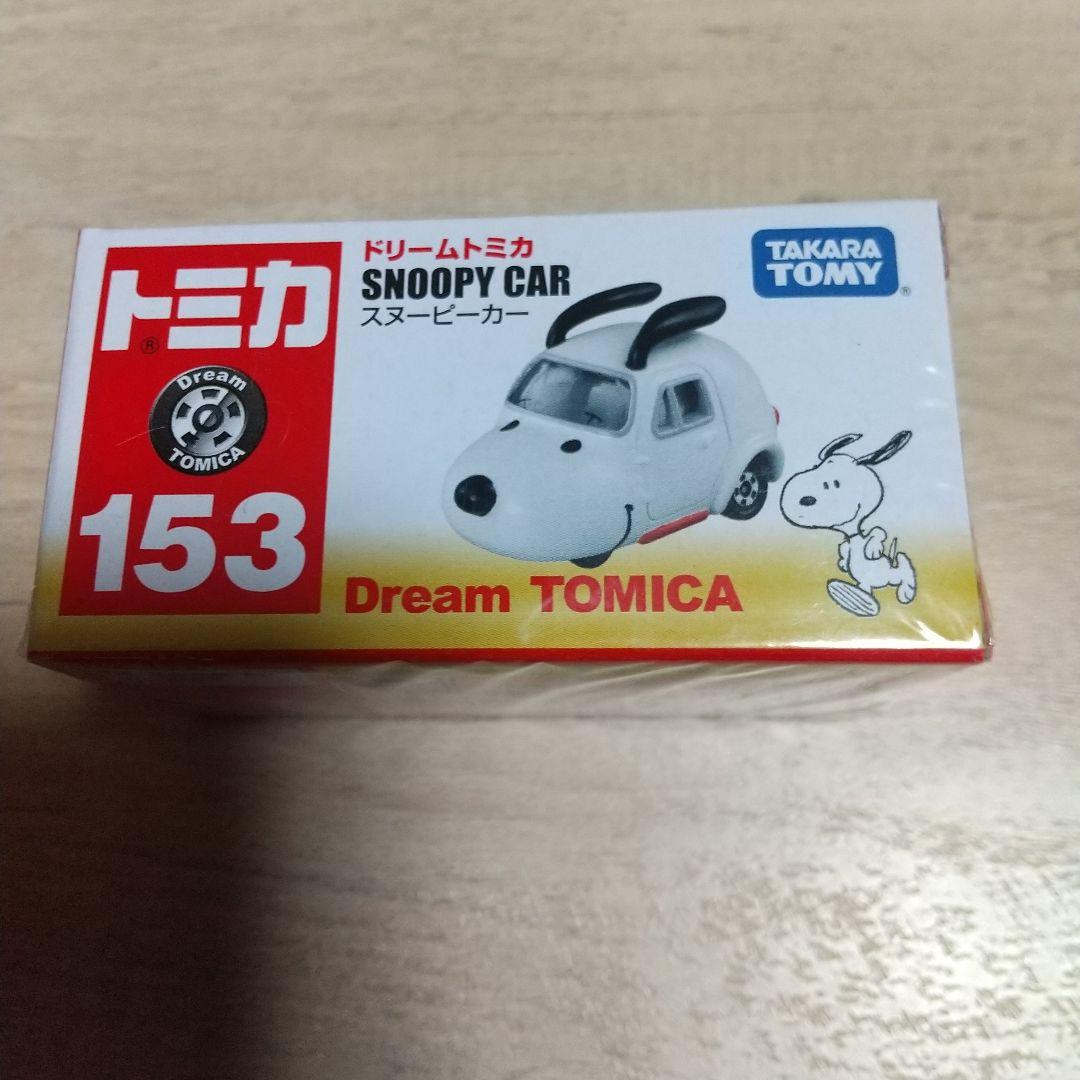 トミカ
®
Dream
TOMICA
153
ドリームトミカ
SNOOPY CAR
スヌーピーカー
TAKARA
TOMY
®
Dream TOMICA